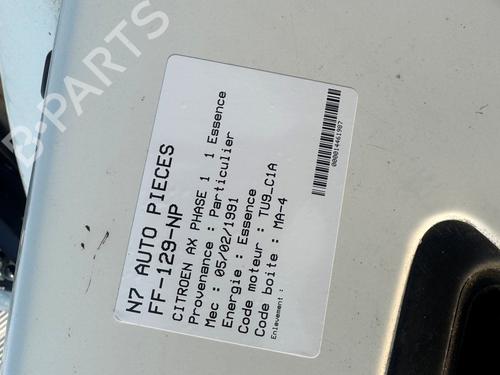 N7 AUTO PIECES
FF-129-NP
CITROEN AX PHASE 1 1 Essence
Provenance : Particulier
Mec : 05/02/1991
Energie : Essence
Code moteur : TU9_C1A
Code boite : MA-4
Enlevement :
000014461987
B-PARTS